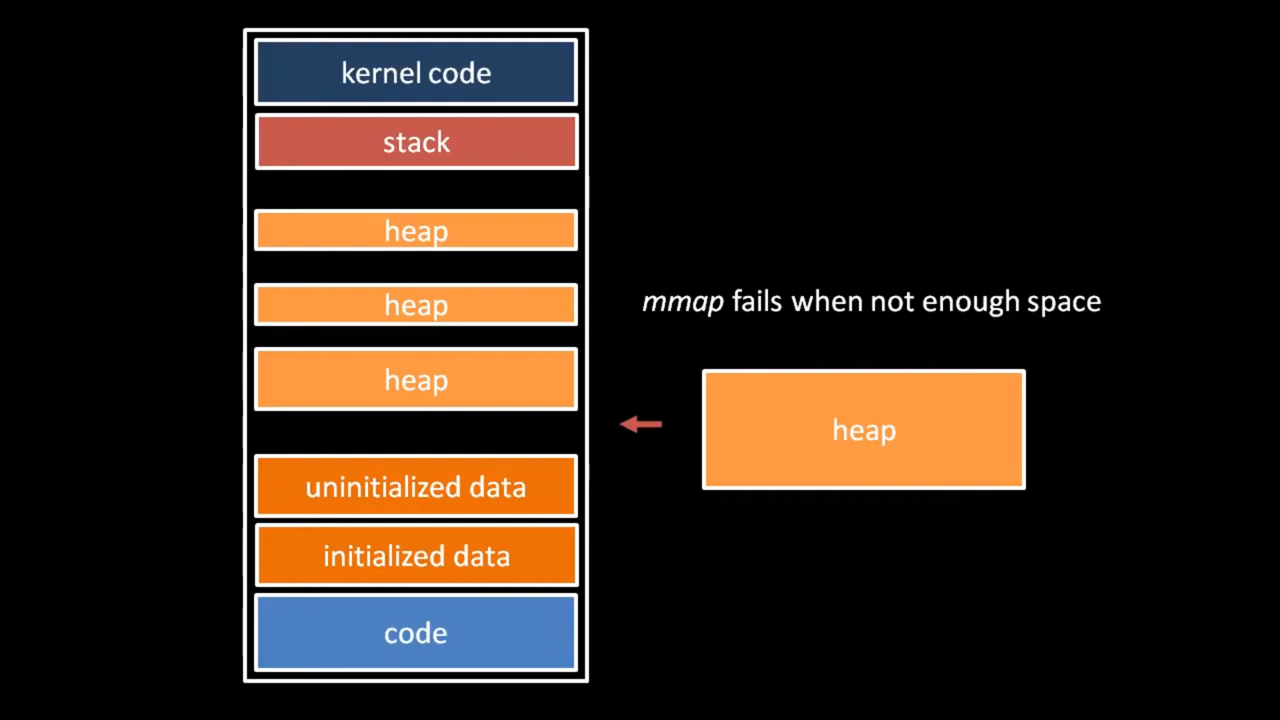 kernel code
stack
heap
heap
heap
uninitialized data
initialized data
code
mmap fails when not enough space
heap